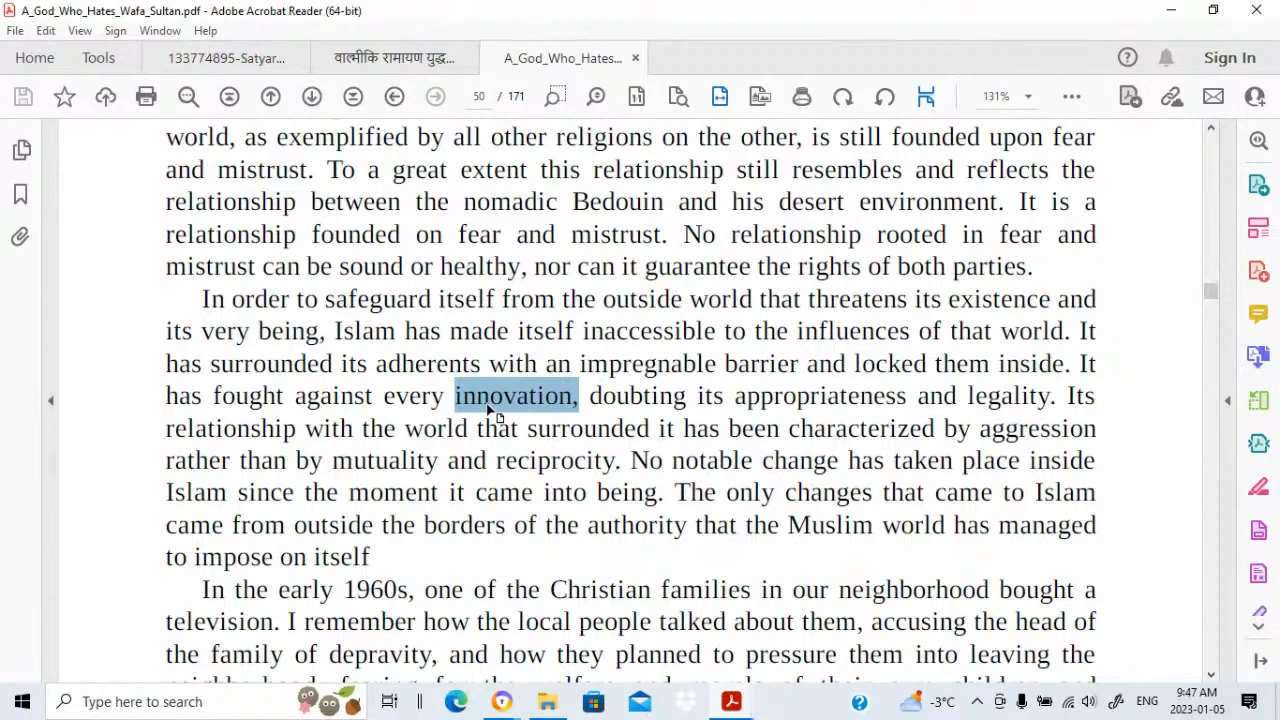 A_God_Who_Hates_Wafa_Sultan.pdf - Adobe Acrobat Reader (64-bit)
File Edit View Sign Window Help
Home Tools 133774895-Satyar... वाल्मीकि रामायण युद्ध... A_God_Who_Hates... Sign In
50 / 171 131%
world, as exemplified by all other religions on the other, is still founded upon fear
and mistrust. To a great extent this relationship still resembles and reflects the
relationship between the nomadic Bedouin and his desert environment. It is a
relationship founded on fear and mistrust. No relationship rooted in fear and
mistrust can be sound or healthy, nor can it guarantee the rights of both parties.
In order to safeguard itself from the outside world that threatens its existence and
its very being, Islam has made itself inaccessible to the influences of that world. It
has surrounded its adherents with an impregnable barrier and locked them inside. It
has fought against every innovation, doubting its appropriateness and legality. Its
relationship with the world that surrounded it has been characterized by aggression
rather than by mutuality and reciprocity. No notable change has taken place inside
Islam since the moment it came into being. The only changes that came to Islam
came from outside the borders of the authority that the Muslim world has managed
to impose on itself
In the early 1960s, one of the Christian families in our neighborhood bought a
television. I remember how the local people talked about them, accusing the head of
the family of depravity, and how they planned to pressure them into leaving the
Type here to search
-3°C ENG 9:47 AM
2023-01-05